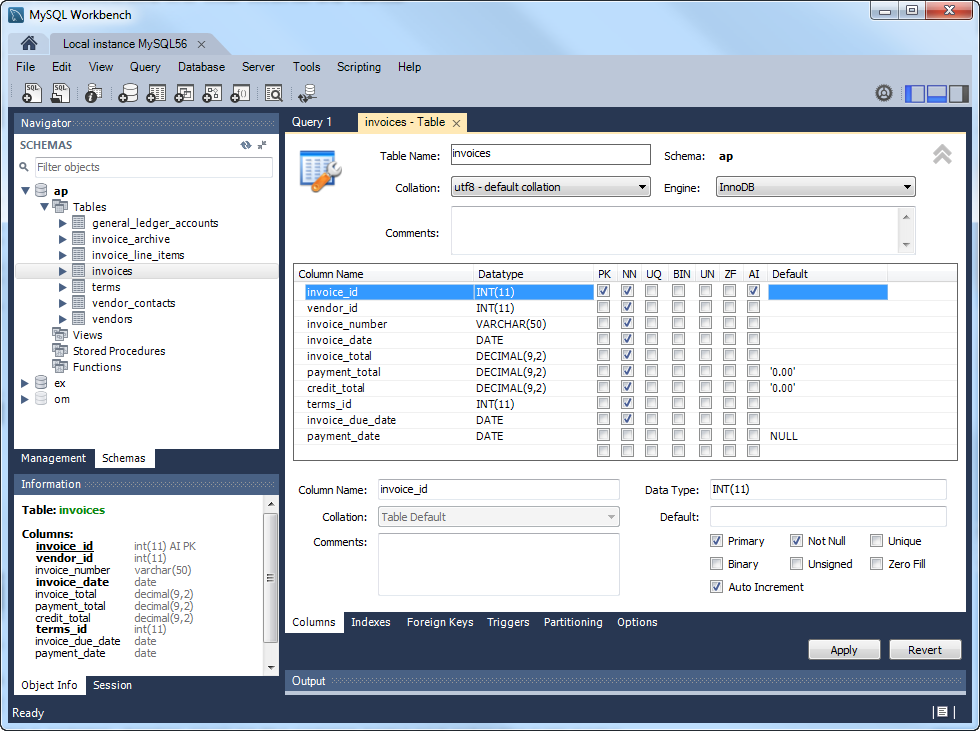 MySQL Workbench
Local instance MySQL56
File Edit View Query Database Server Tools Scripting Help
SQL SQL
Navigator
SCHEMAS
Filter objects
ap
Tables
general_ledger_accounts
invoice_archive
invoice_line_items
invoices
terms
vendor_contacts
vendors
Views
Stored Procedures
Functions
ex
om
Management Schemas
Information
Table: invoices
Columns:
invoice_id int(11) AI PK
vendor_id int(11)
invoice_number varchar(50)
invoice_date date
invoice_total decimal(9,2)
payment_total decimal(9,2)
credit_total decimal(9,2)
terms_id int(11)
invoice_due_date date
payment_date date
Object Info Session
Query 1 invoices - Table
Table Name: invoices Schema: ap
Collation: utf8 - default collation Engine: InnoDB
Comments:
Column Name Datatype PK NN UQ BIN UN ZF AI Default
invoice_id INT(11)
vendor_id INT(11)
invoice_number VARCHAR(50)
invoice_date DATE
invoice_total DECIMAL(9,2)
payment_total DECIMAL(9,2) '0.00'
credit_total DECIMAL(9,2) '0.00'
terms_id INT(11)
invoice_due_date DATE
payment_date DATE NULL
Column Name: invoice_id Data Type: INT(11)
Collation: Table Default Default:
Comments:
Primary Not Null Unique
Binary Unsigned Zero Fill
Auto Increment
Columns Indexes Foreign Keys Triggers Partitioning Options
Apply Revert
Output
Ready